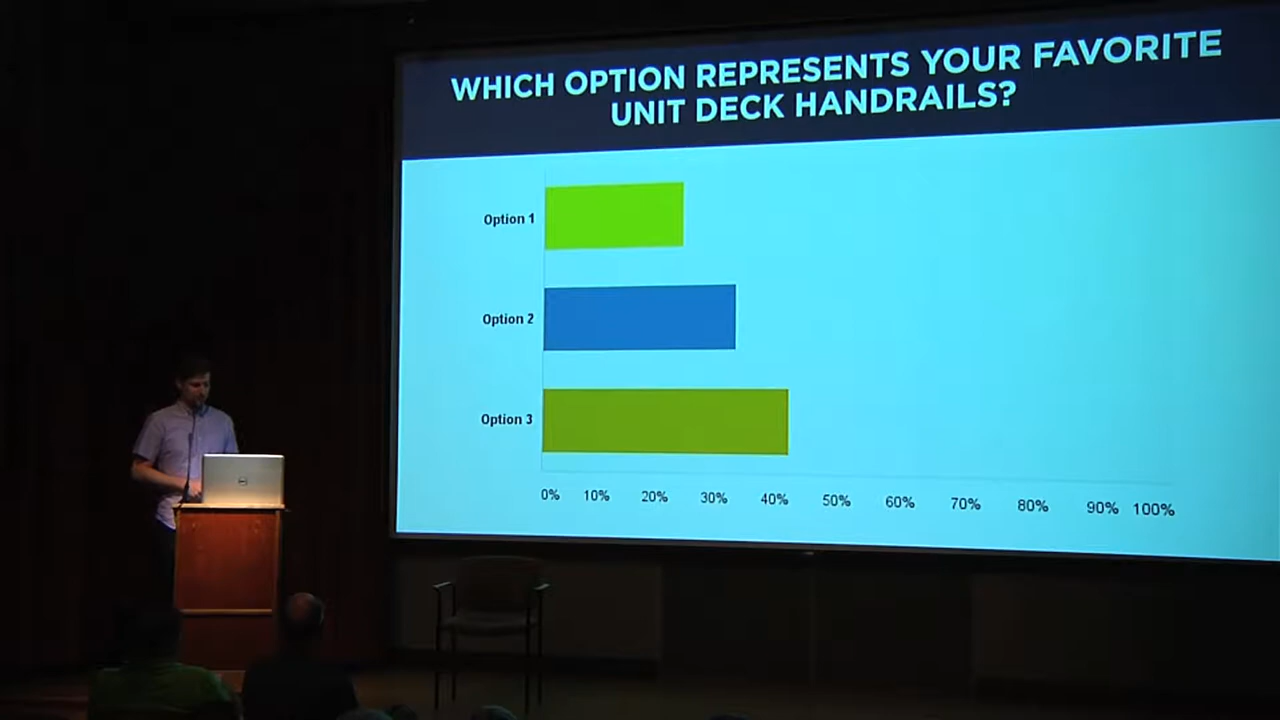 WHICH OPTION REPRESENTS YOUR FAVORITE
UNIT DECK HANDRAILS?
Option 1
Option 2
Option 3
0% 10% 20% 30% 40% 50% 60% 70% 80% 90% 100%